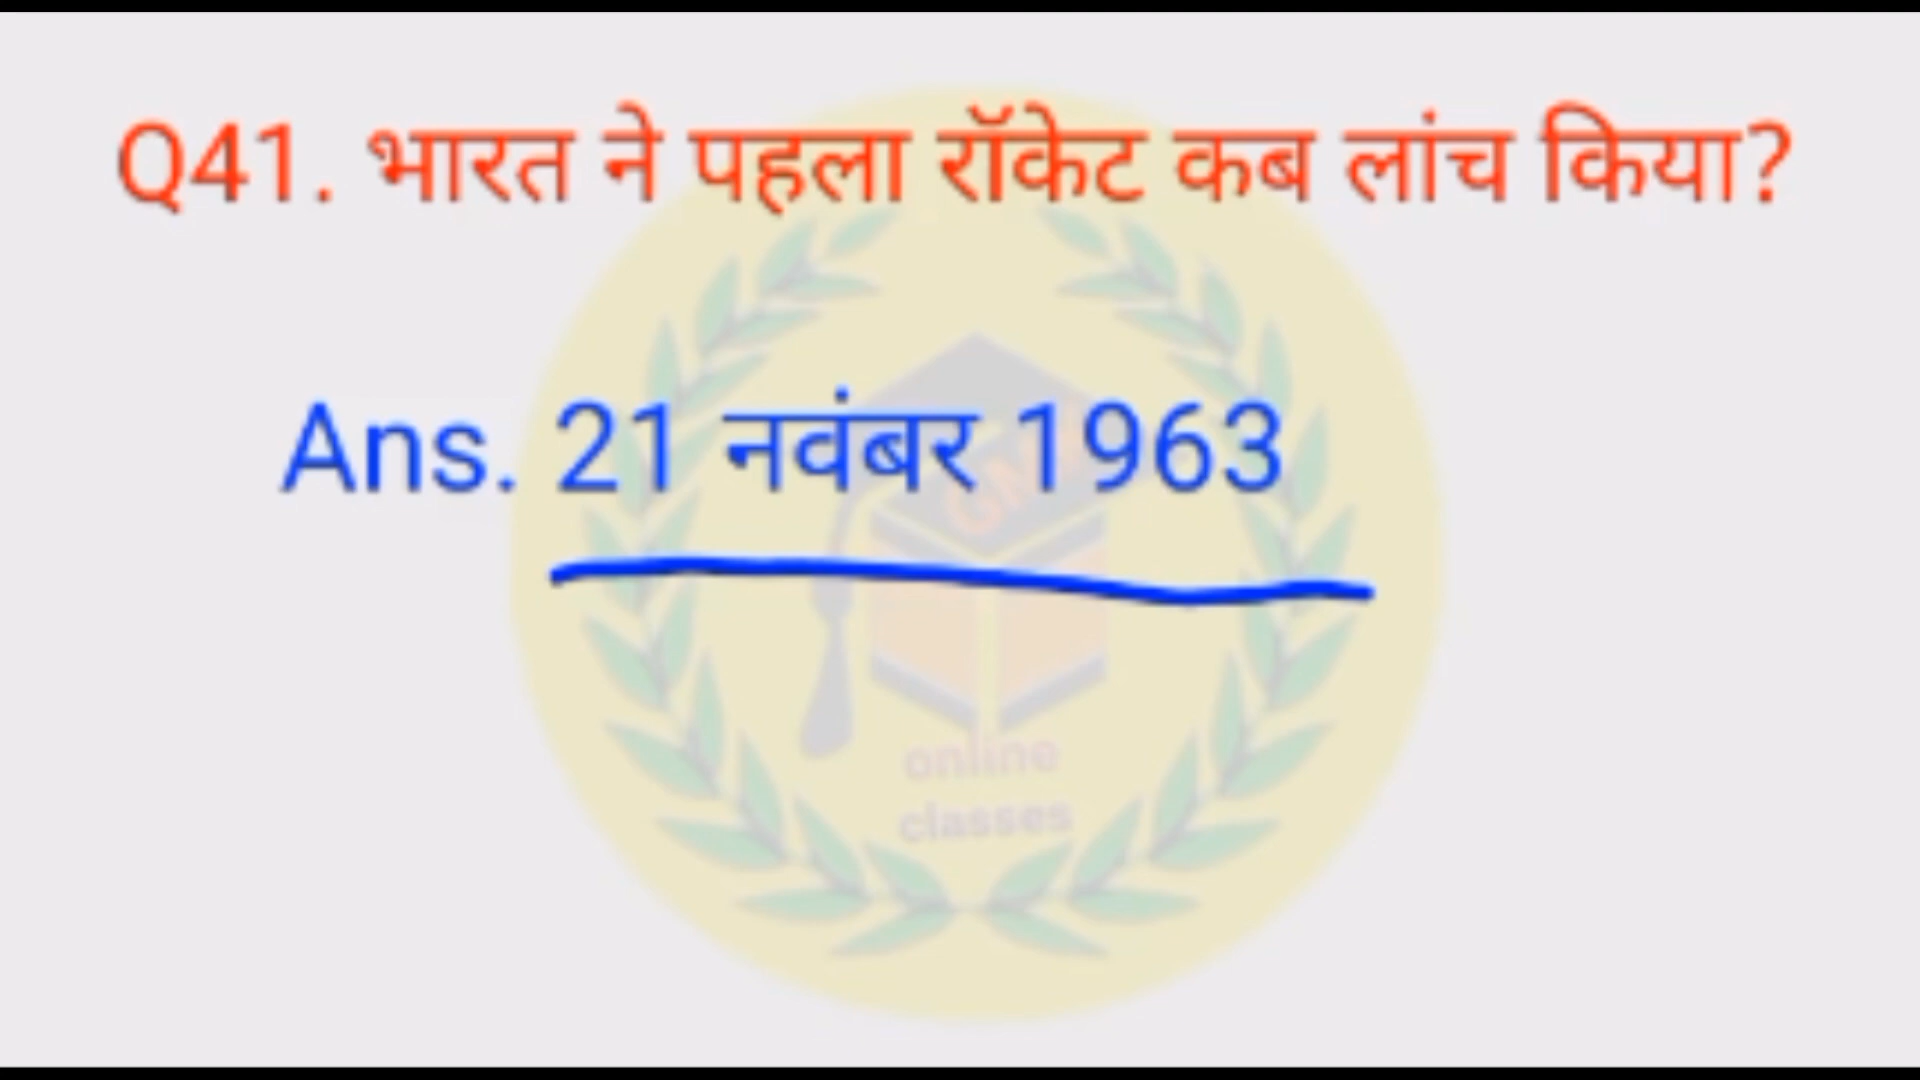 Q41. भारत ने पहला रॉकेट कब लांच किया?
Ans. 21 नवंबर 1963
online
classes